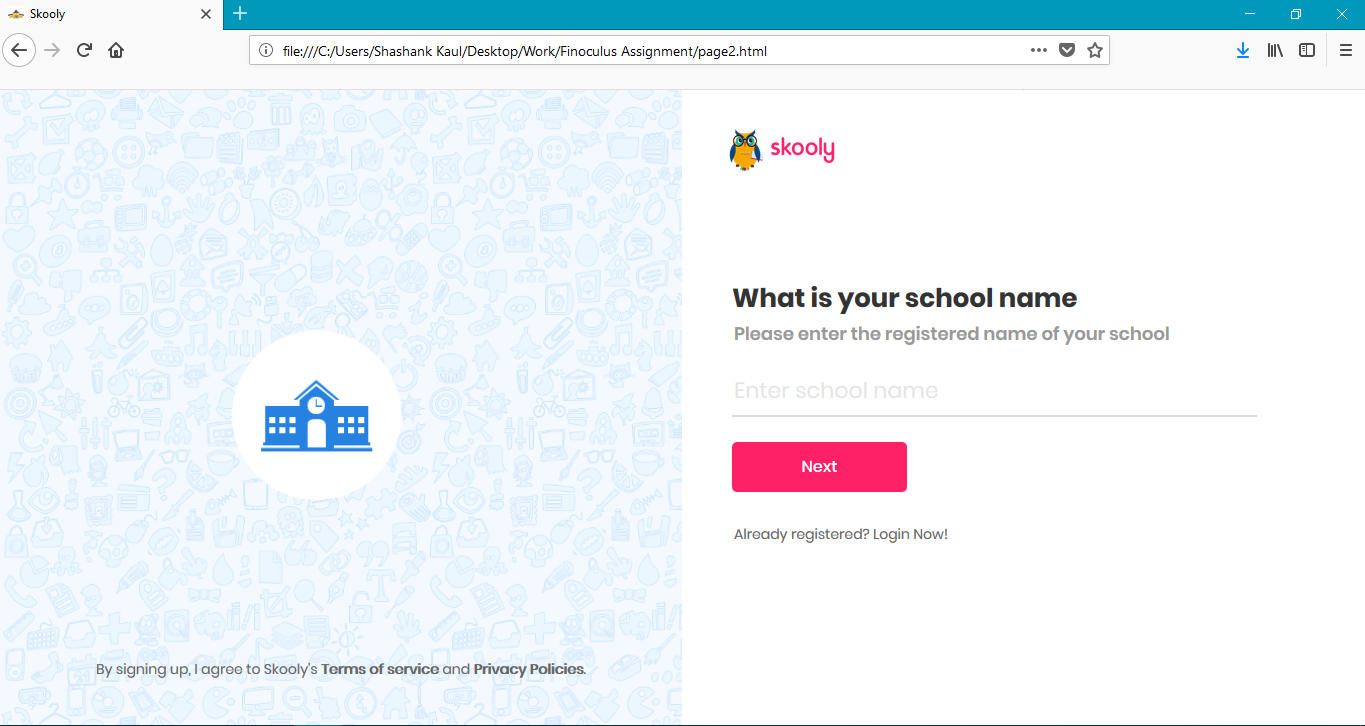 Skooly
file:///C:/Users/Shashank Kaul/Desktop/Work/Finoculus Assignment/page2.html
skooly
What is your school name
Please enter the registered name of your school
Enter school name
Next
Already registered? Login Now!
By signing up, I agree to Skooly's Terms of service and Privacy Policies.